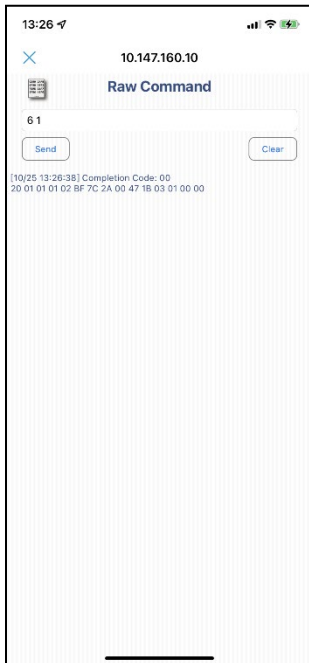 13:26
10.147.160.10
Raw Command
6 1
Send
Clear
[10/25 13:26:38] Completion Code: 00
20 01 01 01 02 BF 7C 2A 00 47 1B 03 01 00 00